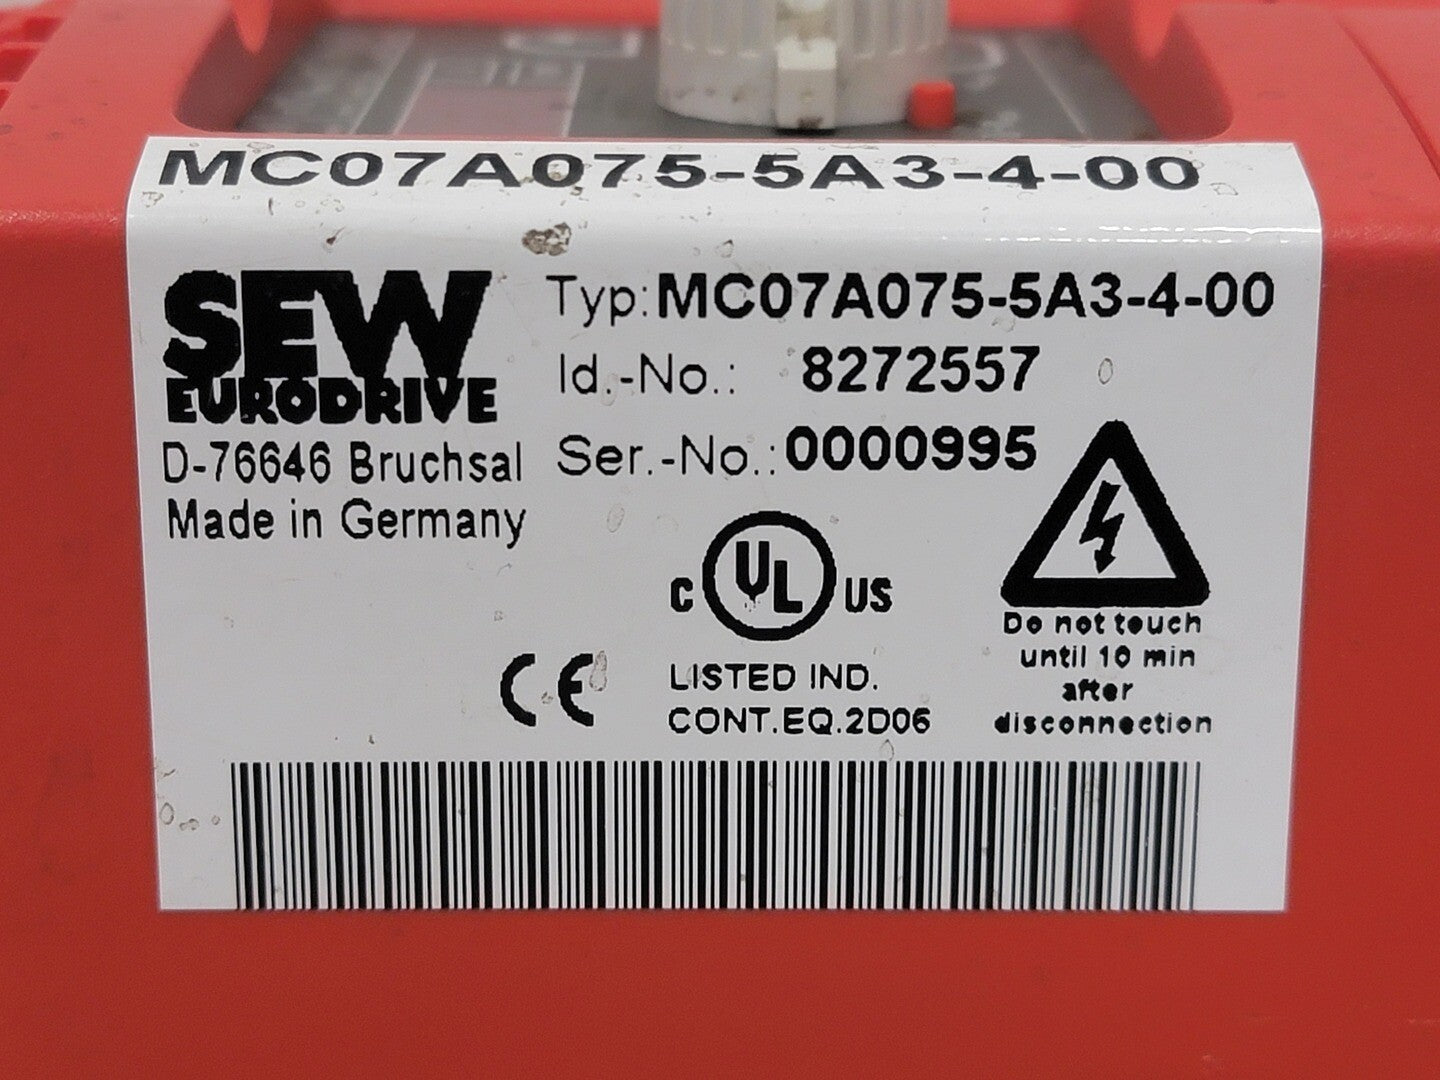 MC07A075-5A3-4-00
SEW
EURODRIVE
D-76646 Bruchsal
Made in Germany
Typ:MC07A075-5A3-4-00
Id.-No.: 8272557
Ser.-No.:0000995
C UL US
LISTED IND.
CONT.EQ.2D06
CE
Do not touch
until 10 min
after
disconnection